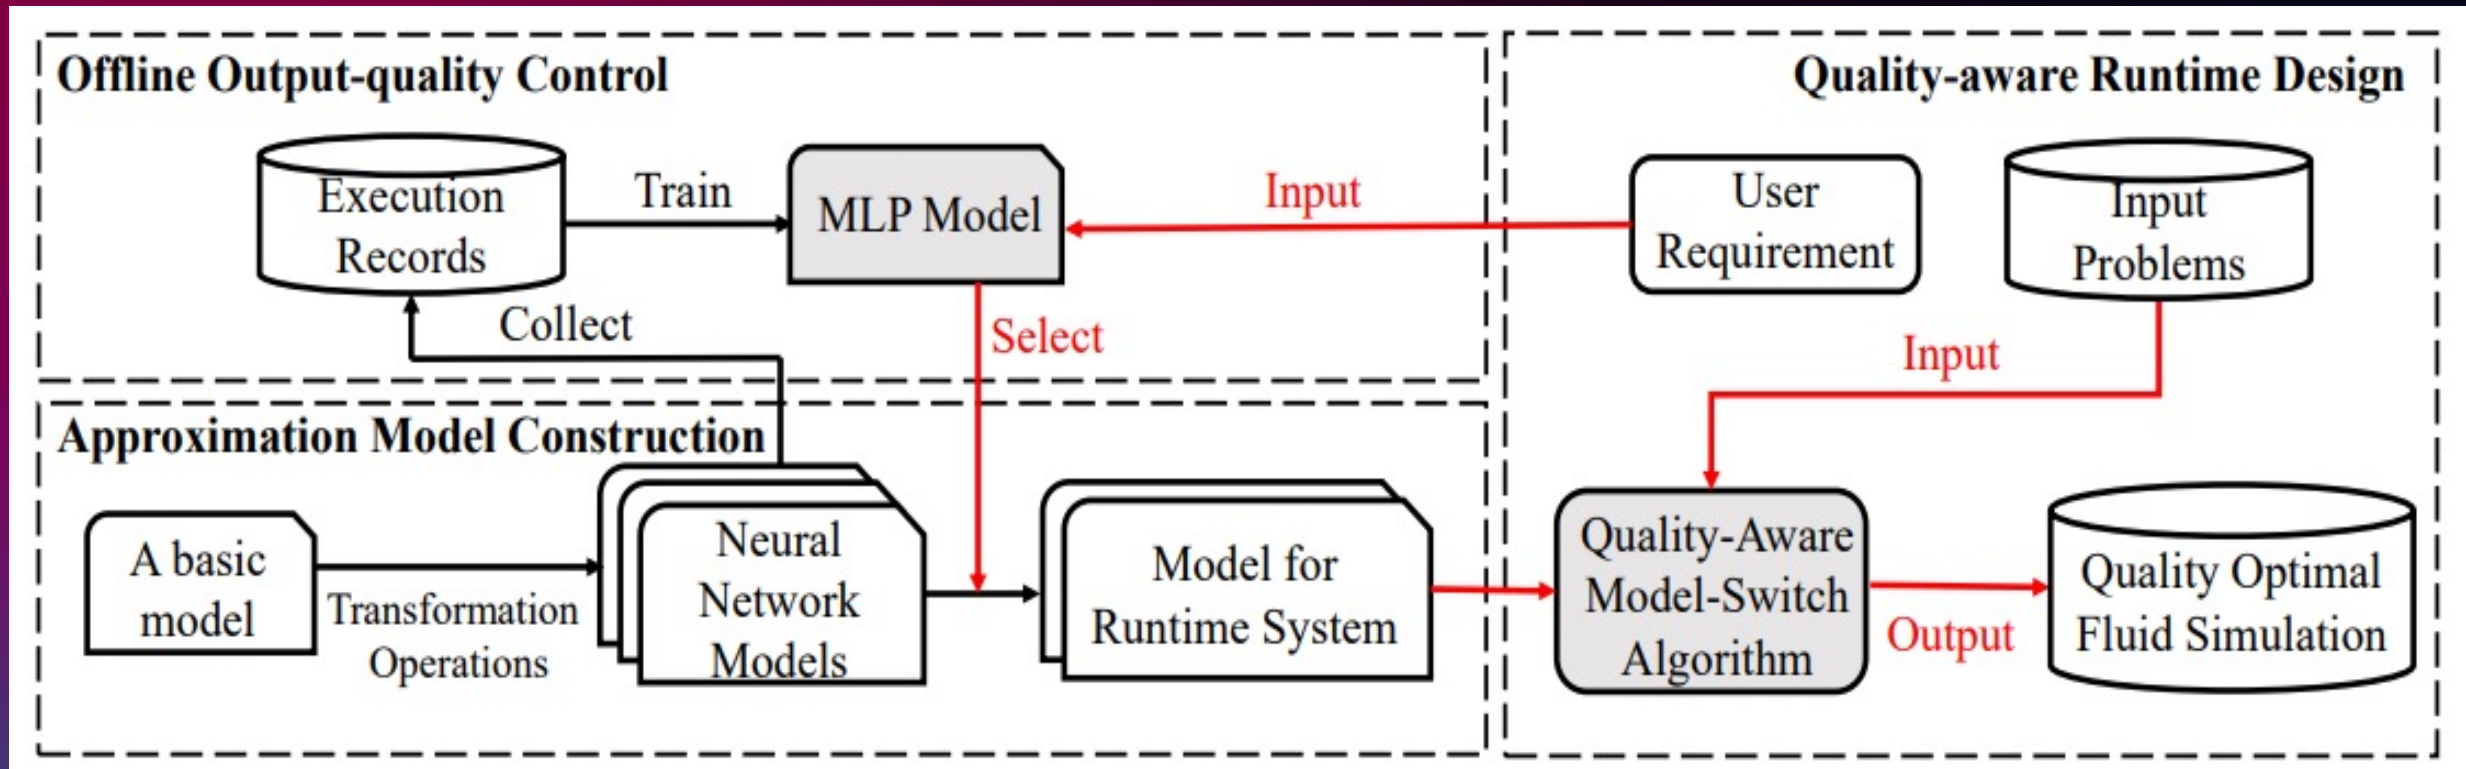 Offline Output-quality Control
Execution
Records
Train
MLP Model
Input
Collect
Select
Approximation Model Construction
A basic
model
Transformation
Operations
Neural
Network
Models
Model for
Runtime System
Quality-aware Runtime Design
User
Requirement
Input
Problems
Input
Quality-Aware
Model-Switch
Algorithm
Output
Quality Optimal
Fluid Simulation